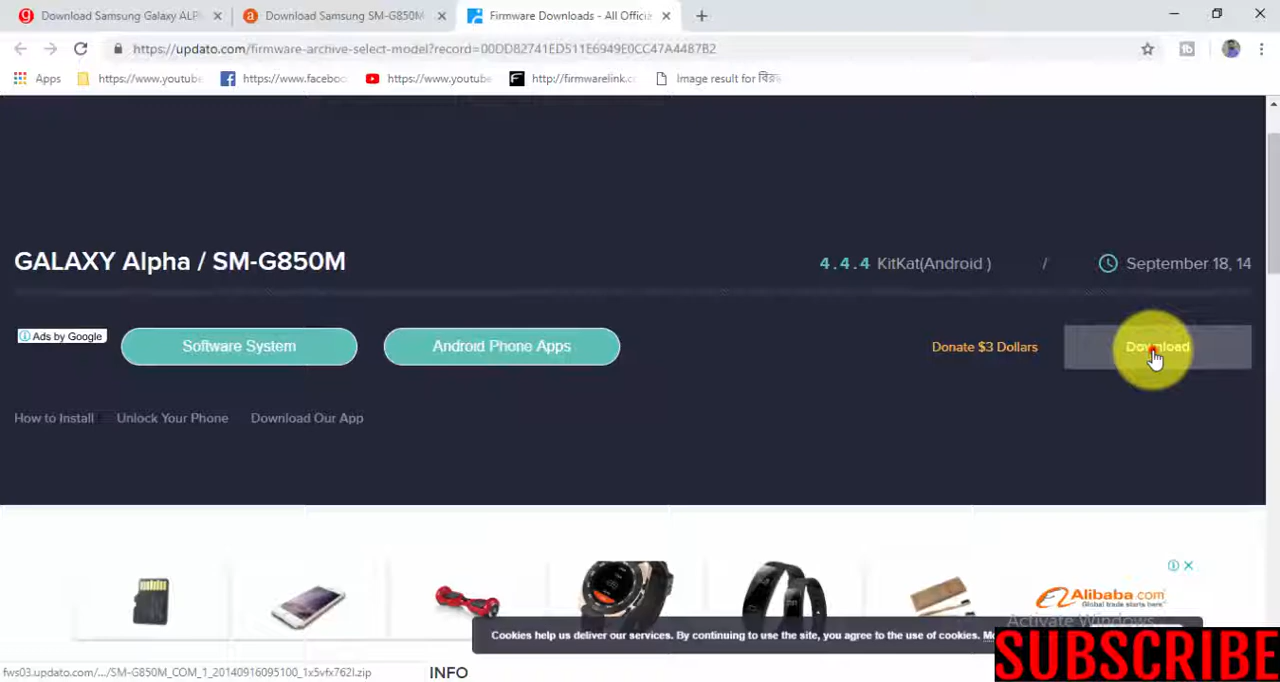 Download Samsung Galaxy ALP
Download Samsung SM-G850M
Firmware Downloads - All Officia
https://updato.com/firmware-archive-select-model?record=00DD82741ED511E6949E0CC47A4487B2
Apps
https://www.youtube
https://www.faceboo
https://www.youtube
http://firmwarelink.co
Image result for বিয়
GALAXY Alpha / SM-G850M
4.4.4 KitKat(Android )
/
September 18, 14
Ads by Google
Software System
Android Phone Apps
Donate $3 Dollars
Download
How to Install
Unlock Your Phone
Download Our App
Alibaba.com
Global trade starts here.™
Cookies help us deliver our services. By continuing to use the site, you agree to the use of cookies.
Activate Windows
SUBSCRIBE
fws03.updato.com/.../SM-G850M_COM_1_20140916095100_1x5vfx762l.zip
INFO